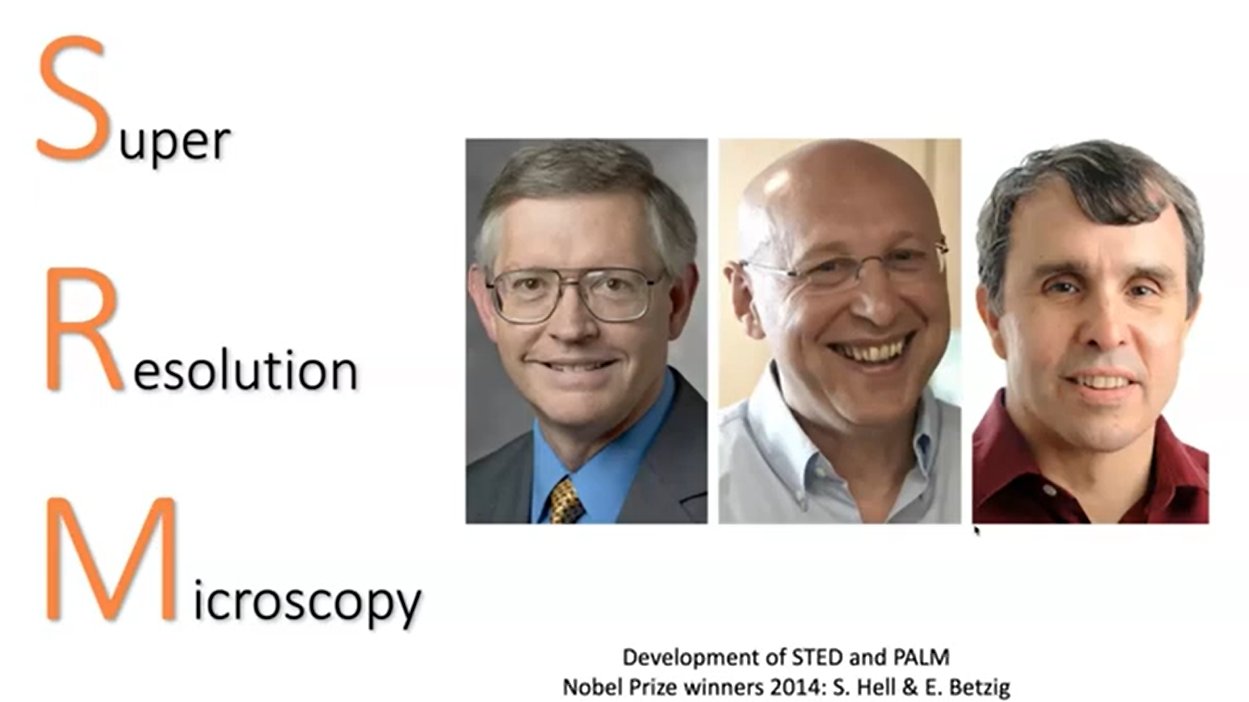 Super
Resolution
Microscopy
Development of STED and PALM
Nobel Prize winners 2014: S. Hell & E. Betzig